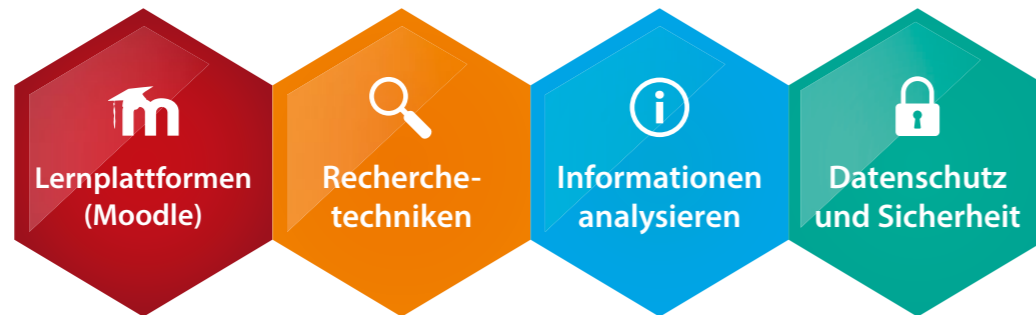 m
Lernplattformen
(Moodle)
Recherche-
techniken
i
Informationen
analysieren
Datenschutz
und Sicherheit